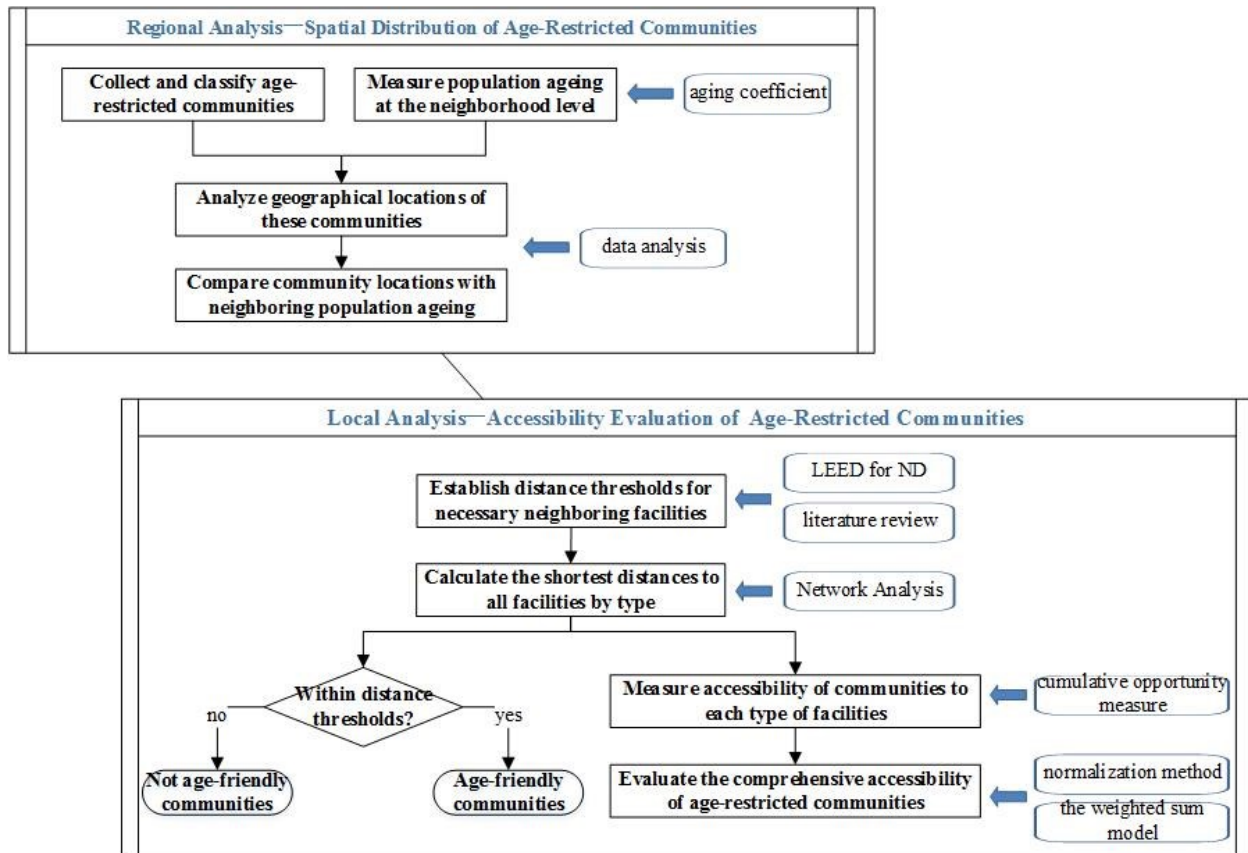 Regional Analysis—Spatial Distribution of Age-Restricted Communities
Collect and classify age-
restricted communities
Measure population ageing
at the neighborhood level
aging coefficient
Analyze geographical locations of
these communities
data analysis
Compare community locations with
neighboring population ageing
Local Analysis—Accessibility Evaluation of Age-Restricted Communities
Establish distance thresholds for
necessary neighboring facilities
LEED for ND
literature review
Calculate the shortest distances to
all facilities by type
Network Analysis
Within distance
thresholds?
no
yes
Not age-friendly
communities
Age-friendly
communities
Measure accessibility of communities to
each type of facilities
cumulative opportunity
measure
Evaluate the comprehensive accessibility
of age-restricted communities
normalization method
the weighted sum
model